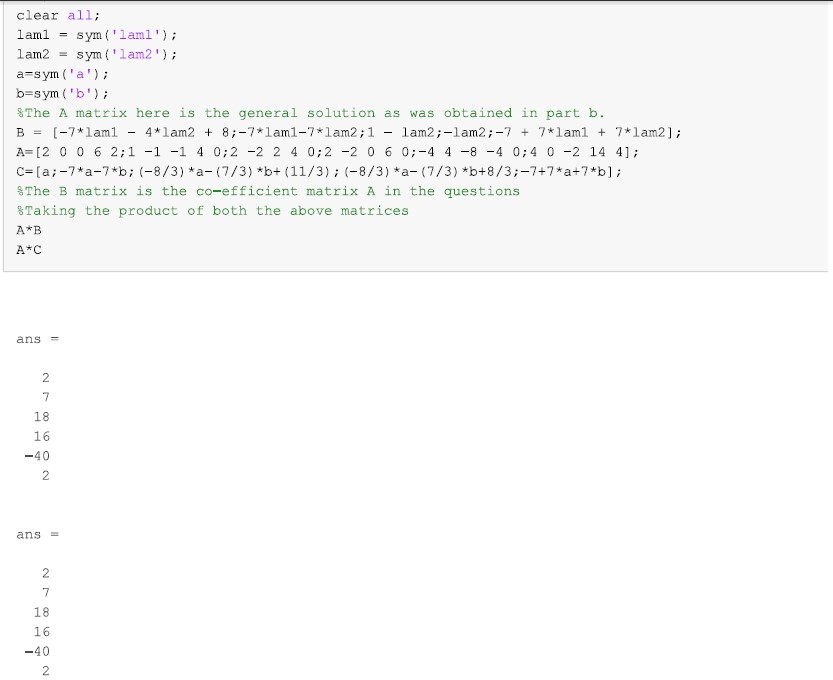 clear all;
lam1 = sym('lam1');
lam2 = sym('lam2');
a=sym('a');
b=sym('b');
%The A matrix here is the general solution as was obtained in part b.
B = [-7*lam1 - 4*lam2 + 8;-7*lam1-7*lam2;1 - lam2;-lam2;-7 + 7*lam1 + 7*lam2];
A=[2 0 0 6 2;1 -1 -1 4 0;2 -2 2 4 0;2 -2 0 6 0;-4 4 -8 -4 0;4 0 -2 14 4];
C=[a;-7*a-7*b;(-8/3)*a-(7/3)*b+(11/3);(-8/3)*a-(7/3)*b+8/3;-7+7*a+7*b];
%The B matrix is the co-efficient matrix A in the questions
%Taking the product of both the above matrices
A*B
A*C
ans =
2
7
18
16
-40
2
ans =
2
7
18
16
-40
2